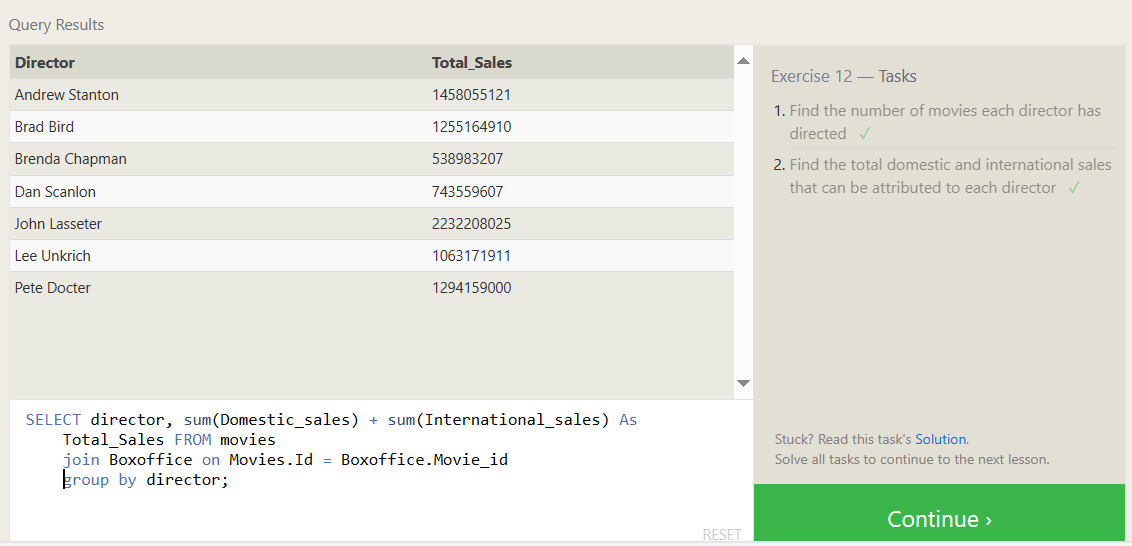 Query Results
Director Total_Sales
Andrew Stanton 1458055121
Brad Bird 1255164910
Brenda Chapman 538983207
Dan Scanlon 743559607
John Lasseter 2232208025
Lee Unkrich 1063171911
Pete Docter 1294159000
SELECT director, sum(Domestic_sales) + sum(International_sales) As
Total_Sales FROM movies
join Boxoffice on Movies.Id = Boxoffice.Movie_id
group by director;
RESET
Exercise 12 — Tasks
1. Find the number of movies each director has
directed ✓
2. Find the total domestic and international sales
that can be attributed to each director ✓
Stuck? Read this task's Solution.
Solve all tasks to continue to the next lesson.
Continue ›